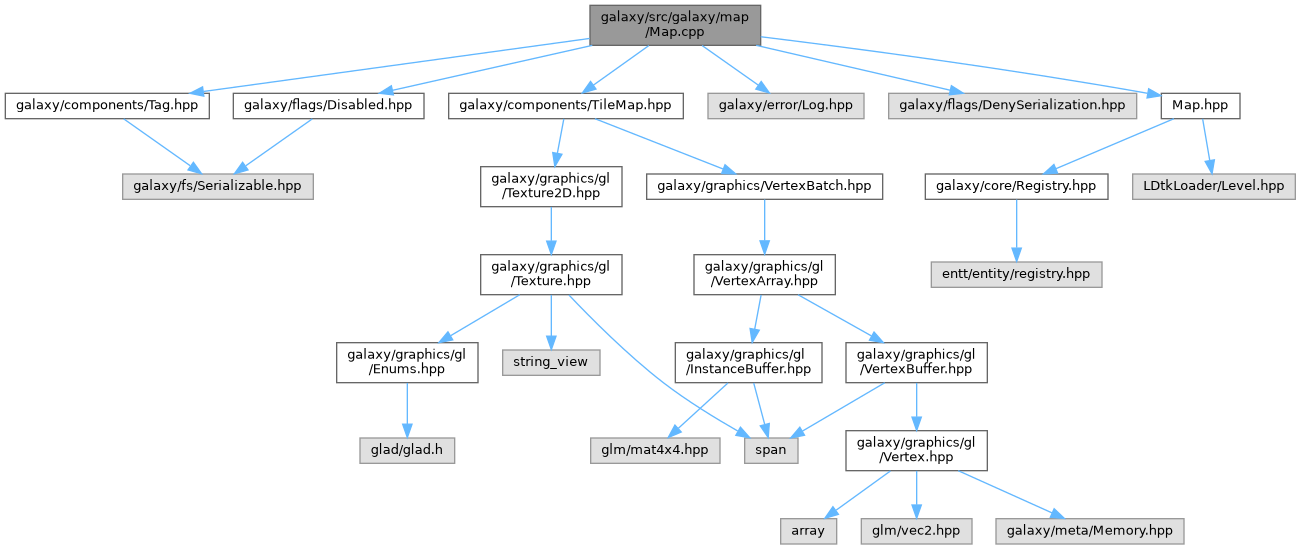 galaxy/src/galaxy/map
/Map.cpp
galaxy/components/Tag.hpp
galaxy/flags/Disabled.hpp
galaxy/components/TileMap.hpp
galaxy/error/Log.hpp
galaxy/flags/DenySerialization.hpp
Map.hpp
galaxy/fs/Serializable.hpp
galaxy/graphics/gl
/Texture2D.hpp
galaxy/graphics/VertexBatch.hpp
galaxy/core/Registry.hpp
LDtkLoader/Level.hpp
galaxy/graphics/gl
/Texture.hpp
galaxy/graphics/gl
/VertexArray.hpp
entt/entity/registry.hpp
galaxy/graphics/gl
/Enums.hpp
string_view
galaxy/graphics/gl
/InstanceBuffer.hpp
galaxy/graphics/gl
/VertexBuffer.hpp
glad/glad.h
glm/mat4x4.hpp
span
galaxy/graphics/gl
/Vertex.hpp
array
glm/vec2.hpp
galaxy/meta/Memory.hpp